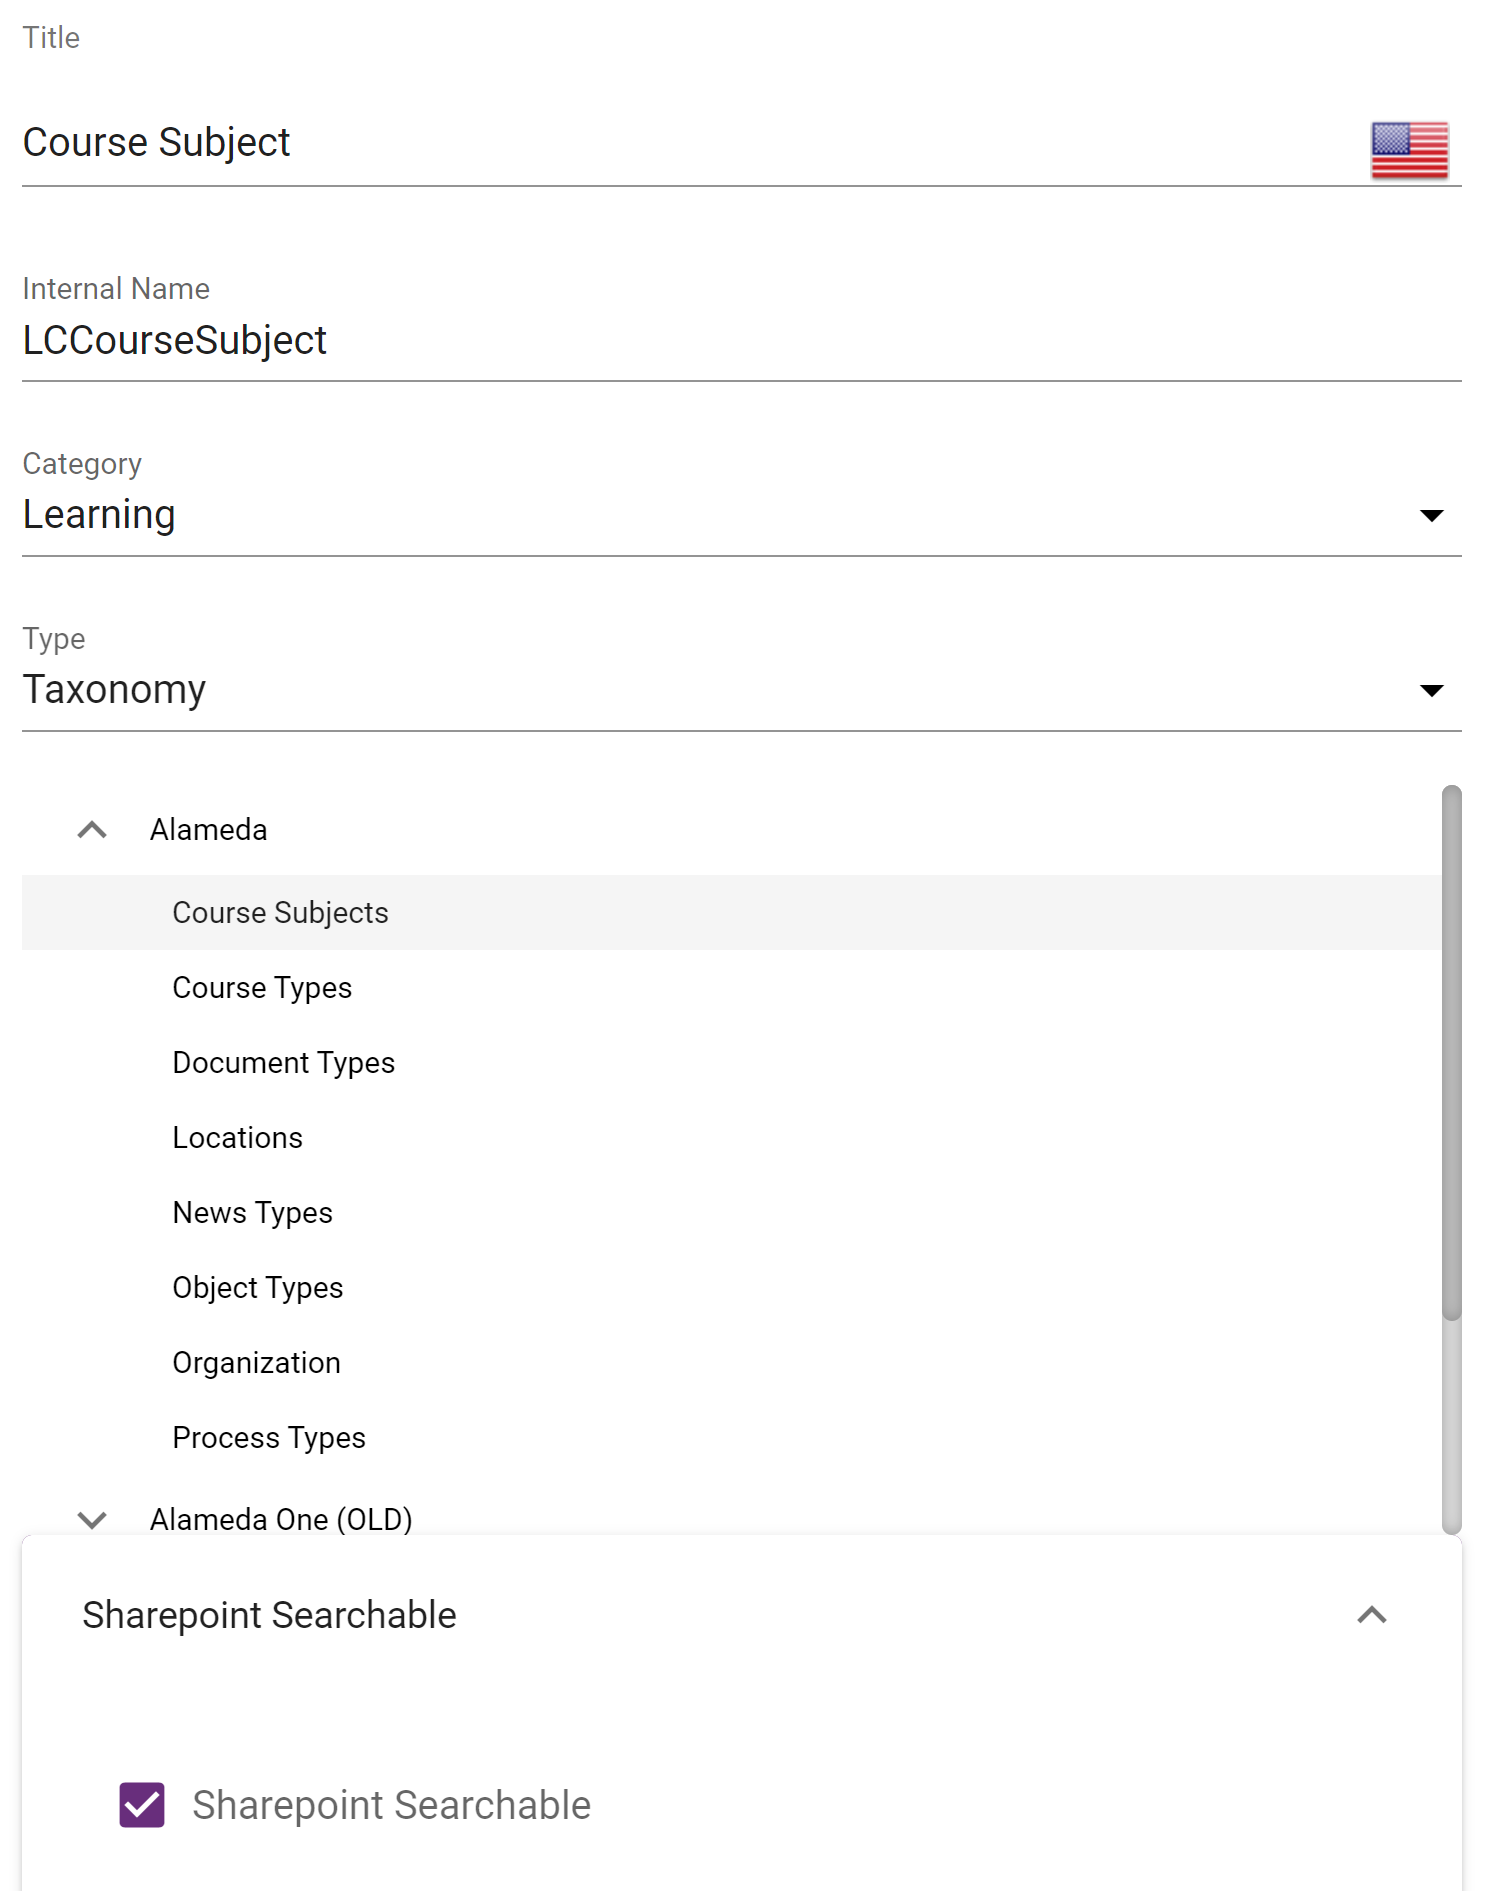 Title
Course Subject
Internal Name
LCCourseSubject
Category
Learning
Type
Taxonomy
Alameda
Course Subjects
Course Types
Document Types
Locations
News Types
Object Types
Organization
Process Types
Alameda One (OLD)
Sharepoint Searchable
Sharepoint Searchable